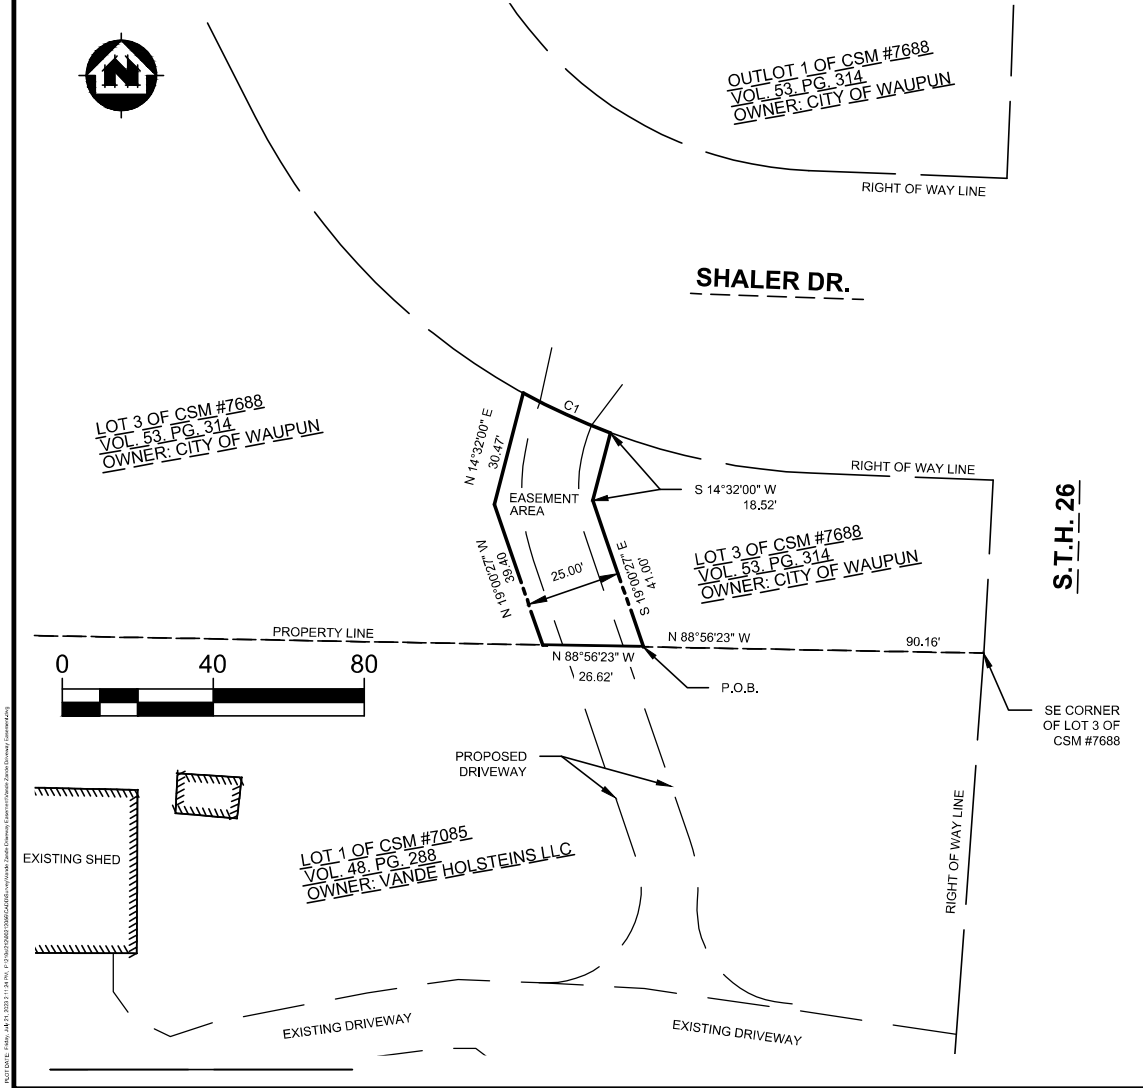 N
OUTLOT 1 OF CSM #7688
VOL. 53. PG. 314
OWNER: CITY OF WAUPUN
RIGHT OF WAY LINE
SHALER DR.
LOT 3 OF CSM #7688
VOL. 53. PG. 314
OWNER: CITY OF WAUPUN
C1
N 14°32'00" E
30.47'
EASEMENT
AREA
S 14°32'00" W
18.52'
RIGHT OF WAY LINE
S.T.H. 26
LOT 3 OF CSM #7688
VOL. 53. PG. 314
OWNER: CITY OF WAUPUN
N 19°00'27" W
39.40
25.00'
S 19°00'27" E
41.00'
PROPERTY LINE
N 88°56'23" W
26.62'
N 88°56'23" W
90.16'
P.O.B.
0 40 80
SE CORNER
OF LOT 3 OF
CSM #7688
PROPOSED
DRIVEWAY
EXISTING SHED
LOT 1 OF CSM #7085
VOL. 48. PG. 288
OWNER: VANDE HOLSTEINS LLC
RIGHT OF WAY LINE
EXISTING DRIVEWAY
EXISTING DRIVEWAY